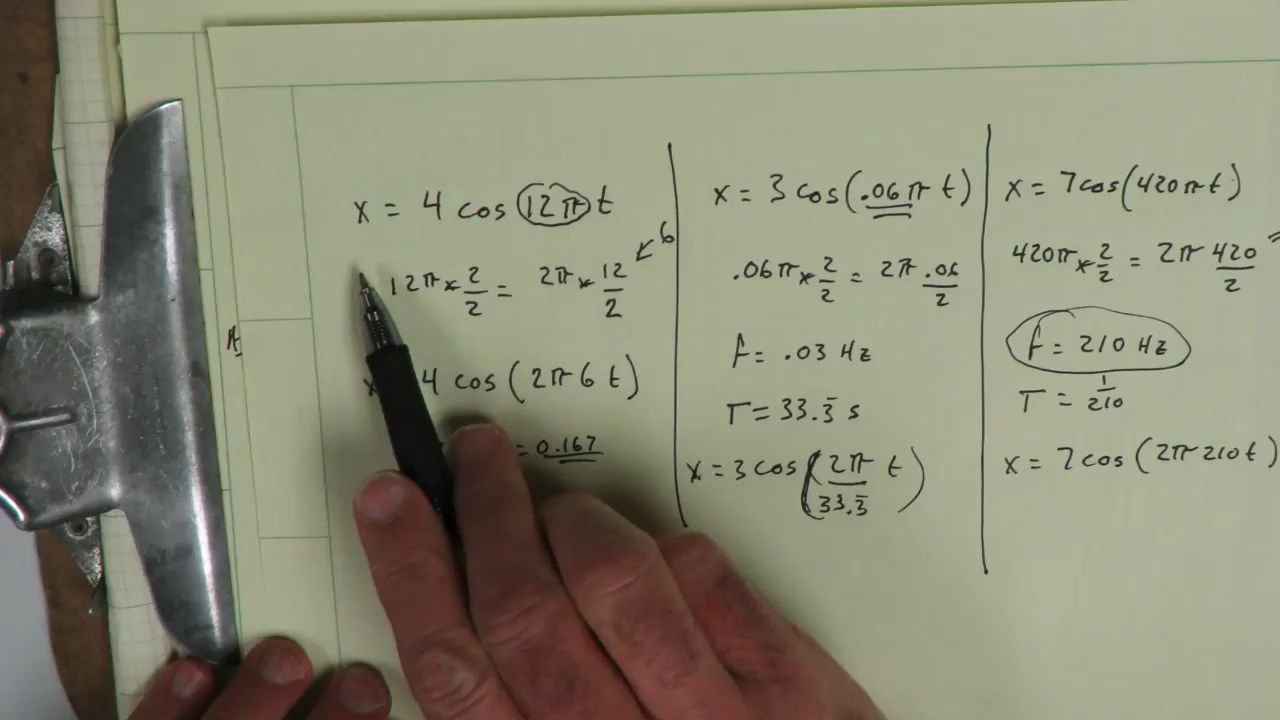 x = 4 cos 12π t
12π × 2/2 = 2π × 12/2 ↙ 6
4 cos (2π 6 t)
= 0.167
x = 3 cos (.06π t)
.06π × 2/2 = 2π .06/2
f = .03 Hz
T = 33.3̄ s
x = 3 cos (2π/33.3̄ t)
x = 7 cos (420π t)
420π × 2/2 = 2π 420/2
f = 210 Hz
T = 1/210
x = 7 cos (2π 210 t)